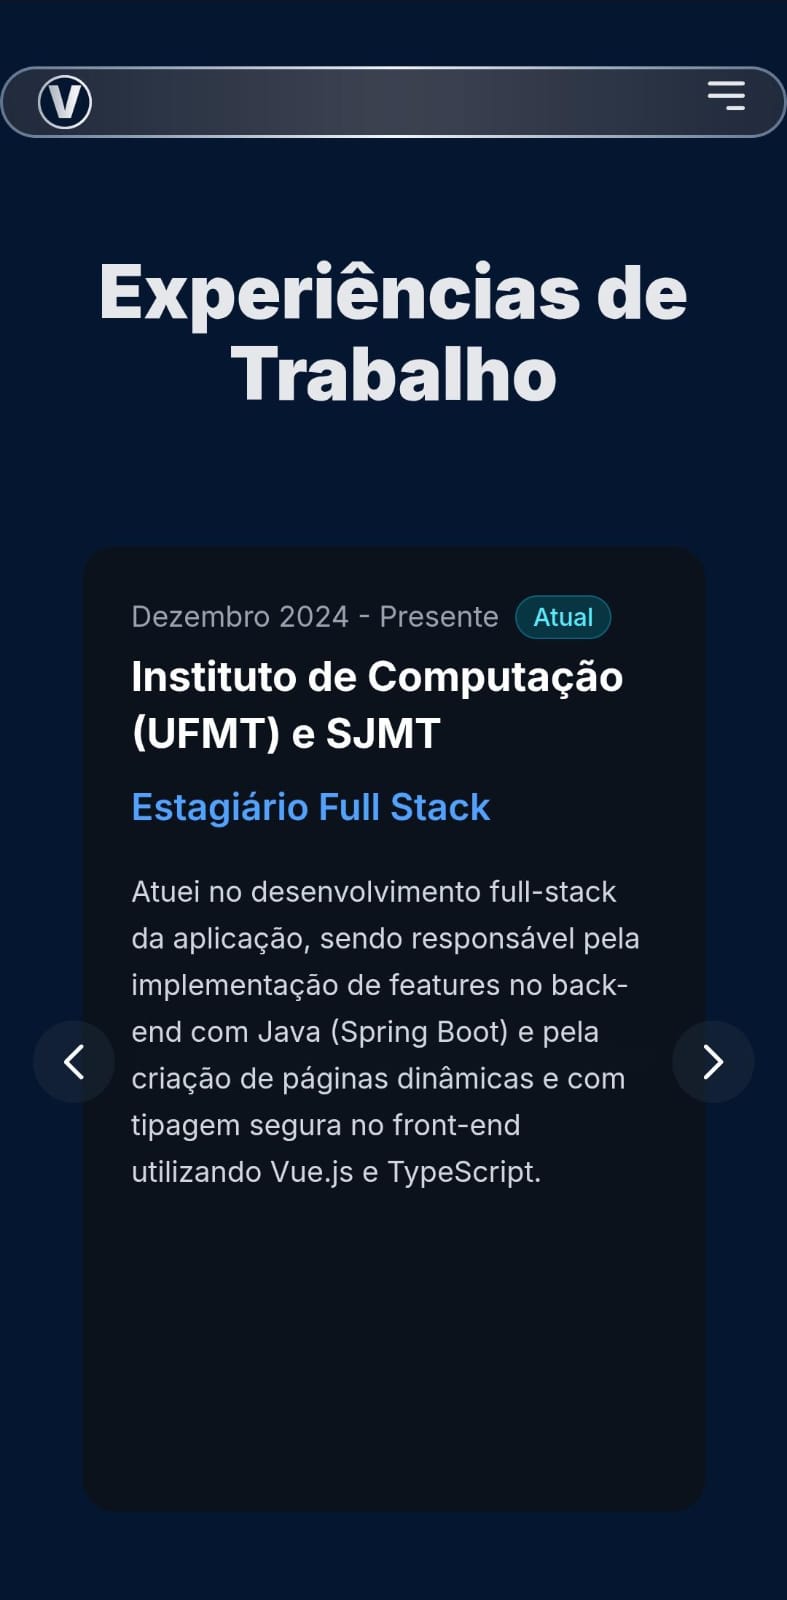 V
Experiências de
Trabalho
Dezembro 2024 - Presente Atual
Instituto de Computação
(UFMT) e SJMT
Estagiário Full Stack
Atuei no desenvolvimento full-stack
da aplicação, sendo responsável pela
implementação de features no back-
end com Java (Spring Boot) e pela
criação de páginas dinâmicas e com
tipagem segura no front-end
utilizando Vue.js e TypeScript.